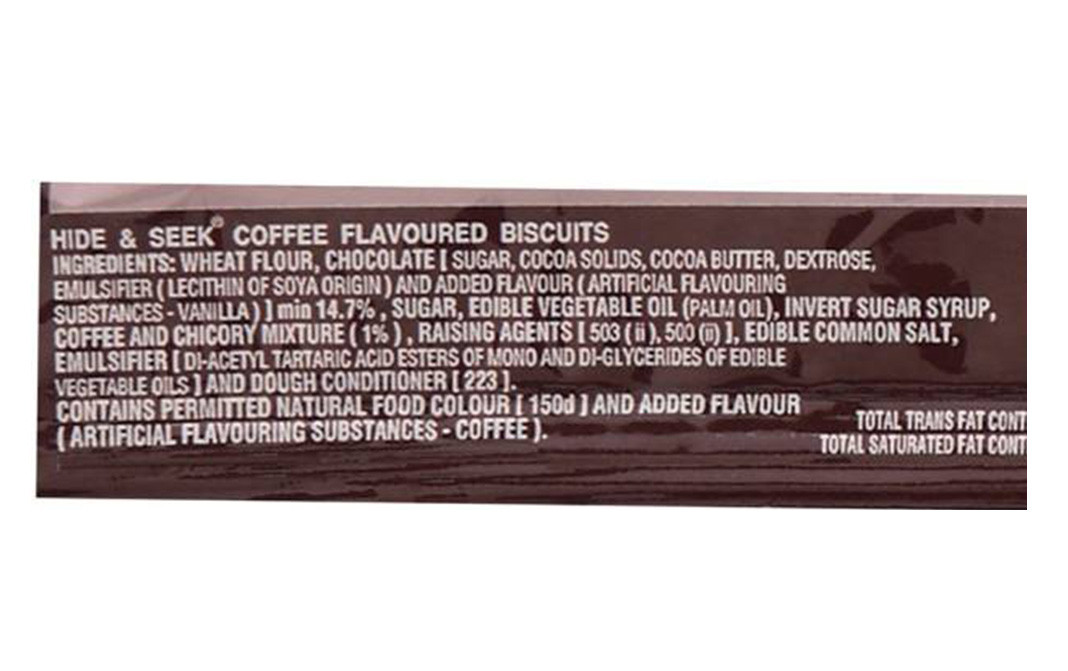 HIDE & SEEK® COFFEE FLAVOURED BISCUITS
INGREDIENTS: WHEAT FLOUR, CHOCOLATE [ SUGAR, COCOA SOLIDS, COCOA BUTTER, DEXTROSE,
EMULSIFIER ( LECITHIN OF SOYA ORIGIN ) AND ADDED FLAVOUR ( ARTIFICIAL FLAVOURING
SUBSTANCES - VANILLA ) ] min 14.7% , SUGAR, EDIBLE VEGETABLE OIL (PALM OIL), INVERT SUGAR SYRUP,
COFFEE AND CHICORY MIXTURE ( 1% ) , RAISING AGENTS [ 503 (ii), 500 (ii) ], EDIBLE COMMON SALT,
EMULSIFIER [ DI-ACETYL TARTARIC ACID ESTERS OF MONO AND DI-GLYCERIDES OF EDIBLE
VEGETABLE OILS ] AND DOUGH CONDITIONER [ 223 ].
CONTAINS PERMITTED NATURAL FOOD COLOUR [ 150d ] AND ADDED FLAVOUR
( ARTIFICIAL FLAVOURING SUBSTANCES - COFFEE ).
TOTAL TRANS FAT CONT
TOTAL SATURATED FAT CONT